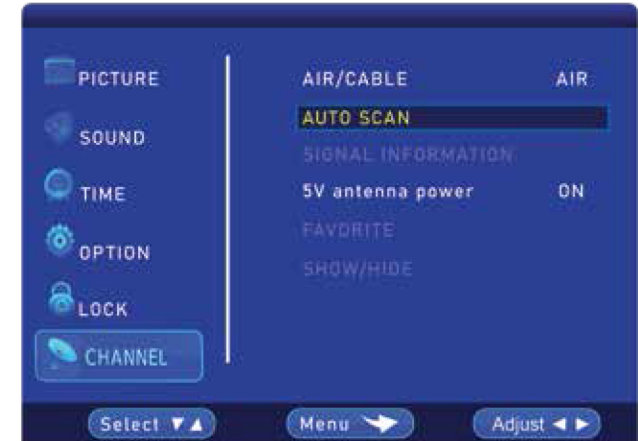 PICTURE
SOUND
TIME
OPTION
LOCK
CHANNEL
AIR/CABLE AIR
AUTO SCAN
SIGNAL INFORMATION
5V antenna power ON
FAVORITE
SHOW/HIDE
Select ▼▲ Menu Adjust ◄ ►